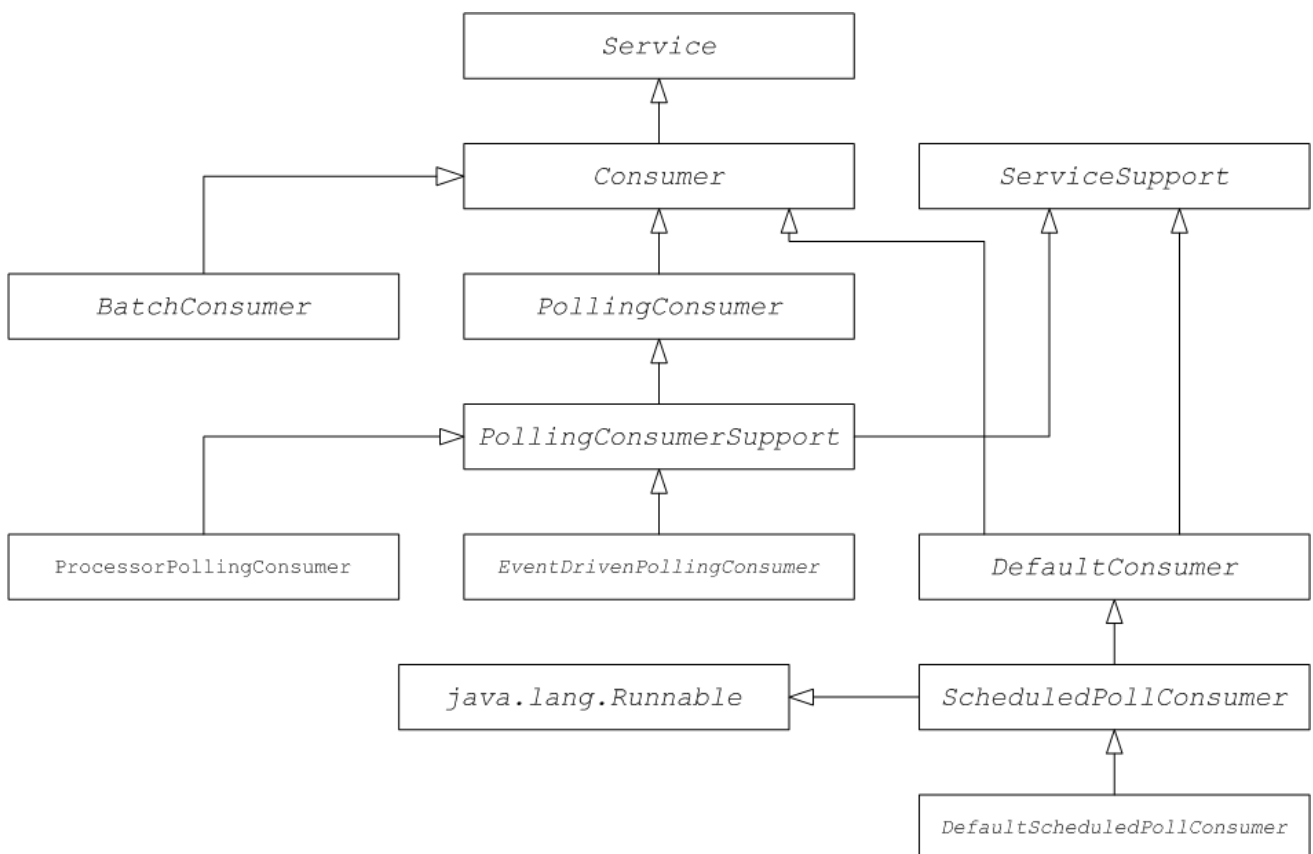 Service
Consumer
ServiceSupport
BatchConsumer
PollingConsumer
PollingConsumerSupport
ProcessorPollingConsumer
EventDrivenPollingConsumer
DefaultConsumer
java.lang.Runnable
ScheduledPollConsumer
DefaultScheduledPollConsumer